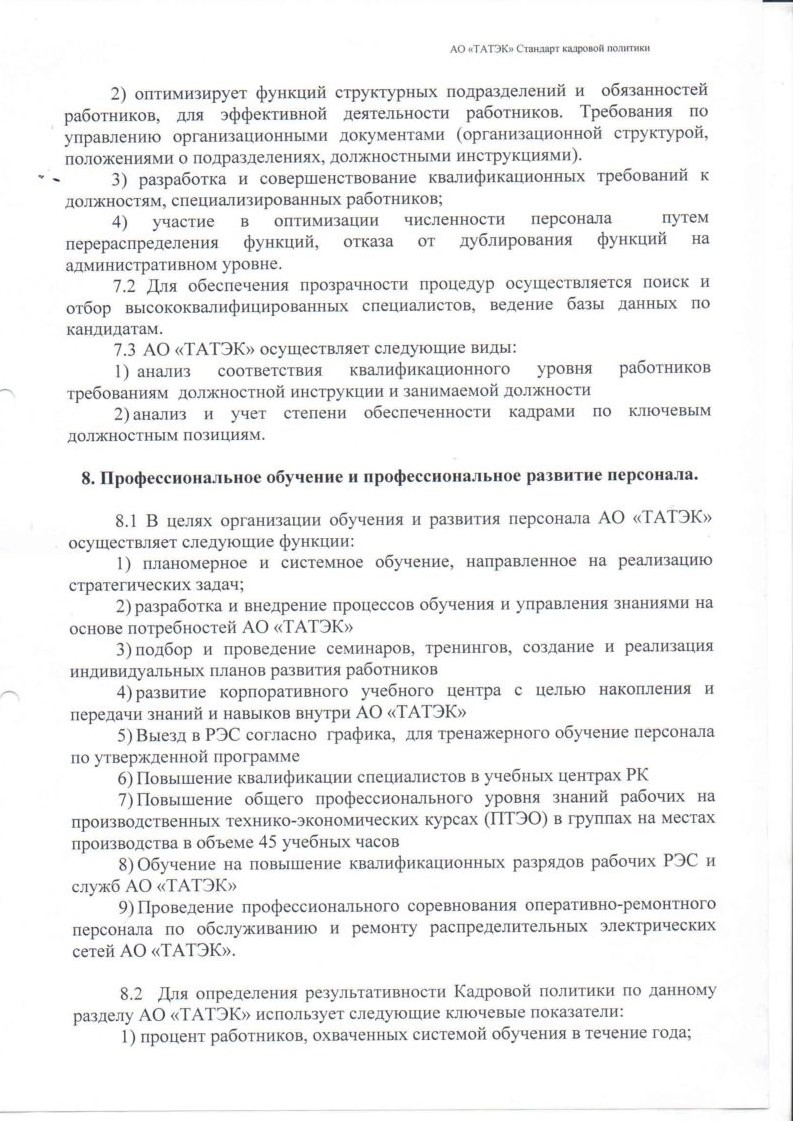 АО «ТАТЭК» Стандарт кадровой политики
2) оптимизирует функций структурных подразделений и обязанностей
работников, для эффективной деятельности работников. Требования по
управлению организационными документами (организационной структурой,
положениями о подразделениях, должностными инструкциями).
3) разработка и совершенствование квалификационных требований к
должностям, специализированных работников;
4) участие в оптимизации численности персонала путем
перераспределения функций, отказа от дублирования функций на
административном уровне.
7.2 Для обеспечения прозрачности процедур осуществляется поиск и
отбор высококвалифицированных специалистов, ведение базы данных по
кандидатам.
7.3 АО «ТАТЭК» осуществляет следующие виды:
1) анализ соответствия квалификационного уровня работников
требованиям должностной инструкции и занимаемой должности
2) анализ и учет степени обеспеченности кадрами по ключевым
должностным позициям.
8. Профессиональное обучение и профессиональное развитие персонала.
8.1 В целях организации обучения и развития персонала АО «ТАТЭК»
осуществляет следующие функции:
1) планомерное и системное обучение, направленное на реализацию
стратегических задач;
2) разработка и внедрение процессов обучения и управления знаниями на
основе потребностей АО «ТАТЭК»
3) подбор и проведение семинаров, тренингов, создание и реализация
индивидуальных планов развития работников
4) развитие корпоративного учебного центра с целью накопления и
передачи знаний и навыков внутри АО «ТАТЭК»
5) Выезд в РЭС согласно графика, для тренажерного обучение персонала
по утвержденной программе
6) Повышение квалификации специалистов в учебных центрах РК
7) Повышение общего профессионального уровня знаний рабочих на
производственных технико-экономических курсах (ПТЭО) в группах на местах
производства в объеме 45 учебных часов
8) Обучение на повышение квалификационных разрядов рабочих РЭС и
служб АО «ТАТЭК»
9) Проведение профессионального соревнования оперативно-ремонтного
персонала по обслуживанию и ремонту распределительных электрических
сетей АО «ТАТЭК».
8.2 Для определения результативности Кадровой политики по данному
разделу АО «ТАТЭК» использует следующие ключевые показатели:
1) процент работников, охваченных системой обучения в течение года;